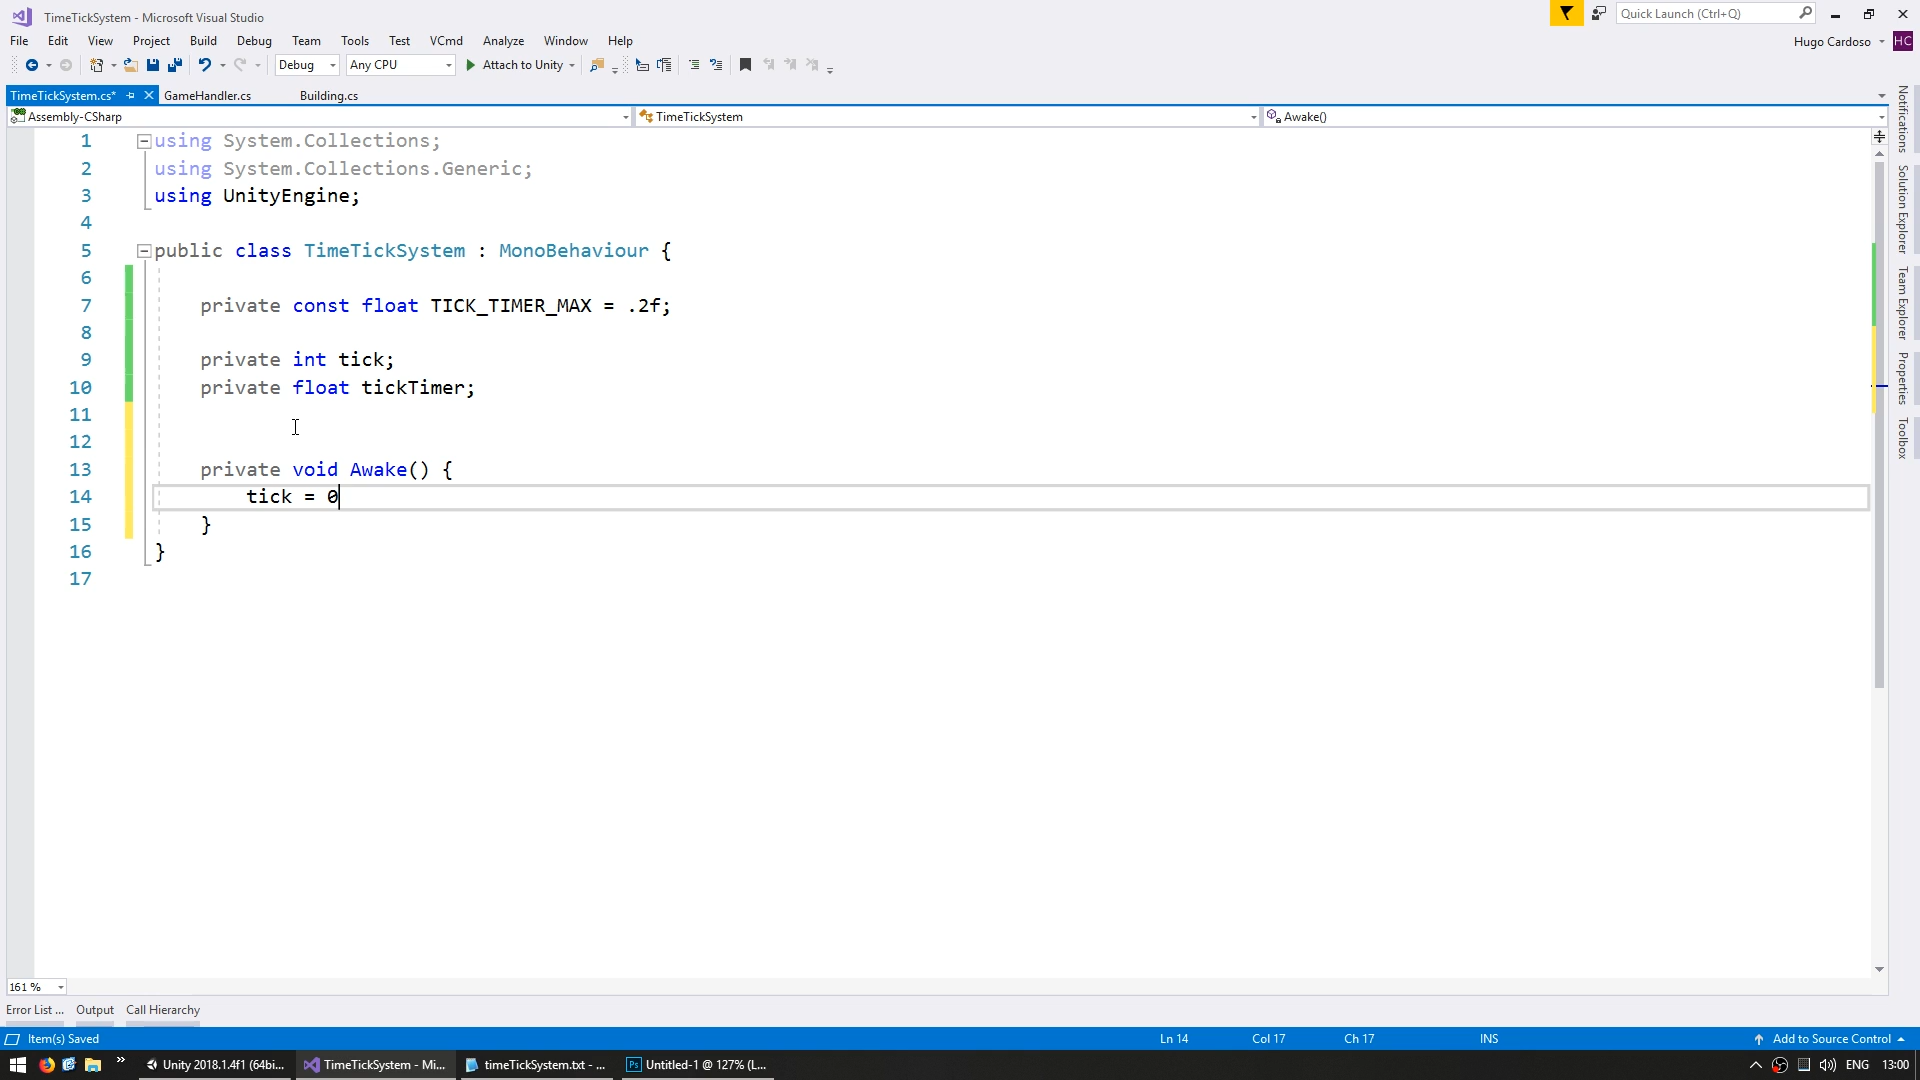 TimeTickSystem - Microsoft Visual Studio
Quick Launch (Ctrl+Q)
File Edit View Project Build Debug Team Tools Test VCmd Analyze Window Help
Hugo Cardoso HC
Debug Any CPU Attach to Unity
TimeTickSystem.cs* GameHandler.cs Building.cs
Assembly-CSharp TimeTickSystem Awake()
1 using System.Collections;
2 using System.Collections.Generic;
3 using UnityEngine;
4
5 public class TimeTickSystem : MonoBehaviour {
6
7 private const float TICK_TIMER_MAX = .2f;
8
9 private int tick;
10 private float tickTimer;
11
12
13 private void Awake() {
14 tick = 0
15 }
16 }
17
Notifications
Solution Explorer
Team Explorer
Properties
Toolbox
161 %
Error List ... Output Call Hierarchy
Item(s) Saved Ln 14 Col 17 Ch 17 INS Add to Source Control
» Unity 2018.1.4f1 (64bi... TimeTickSystem - Mi... timeTickSystem.txt - ... Ps Untitled-1 @ 127% (L... ENG 13:00